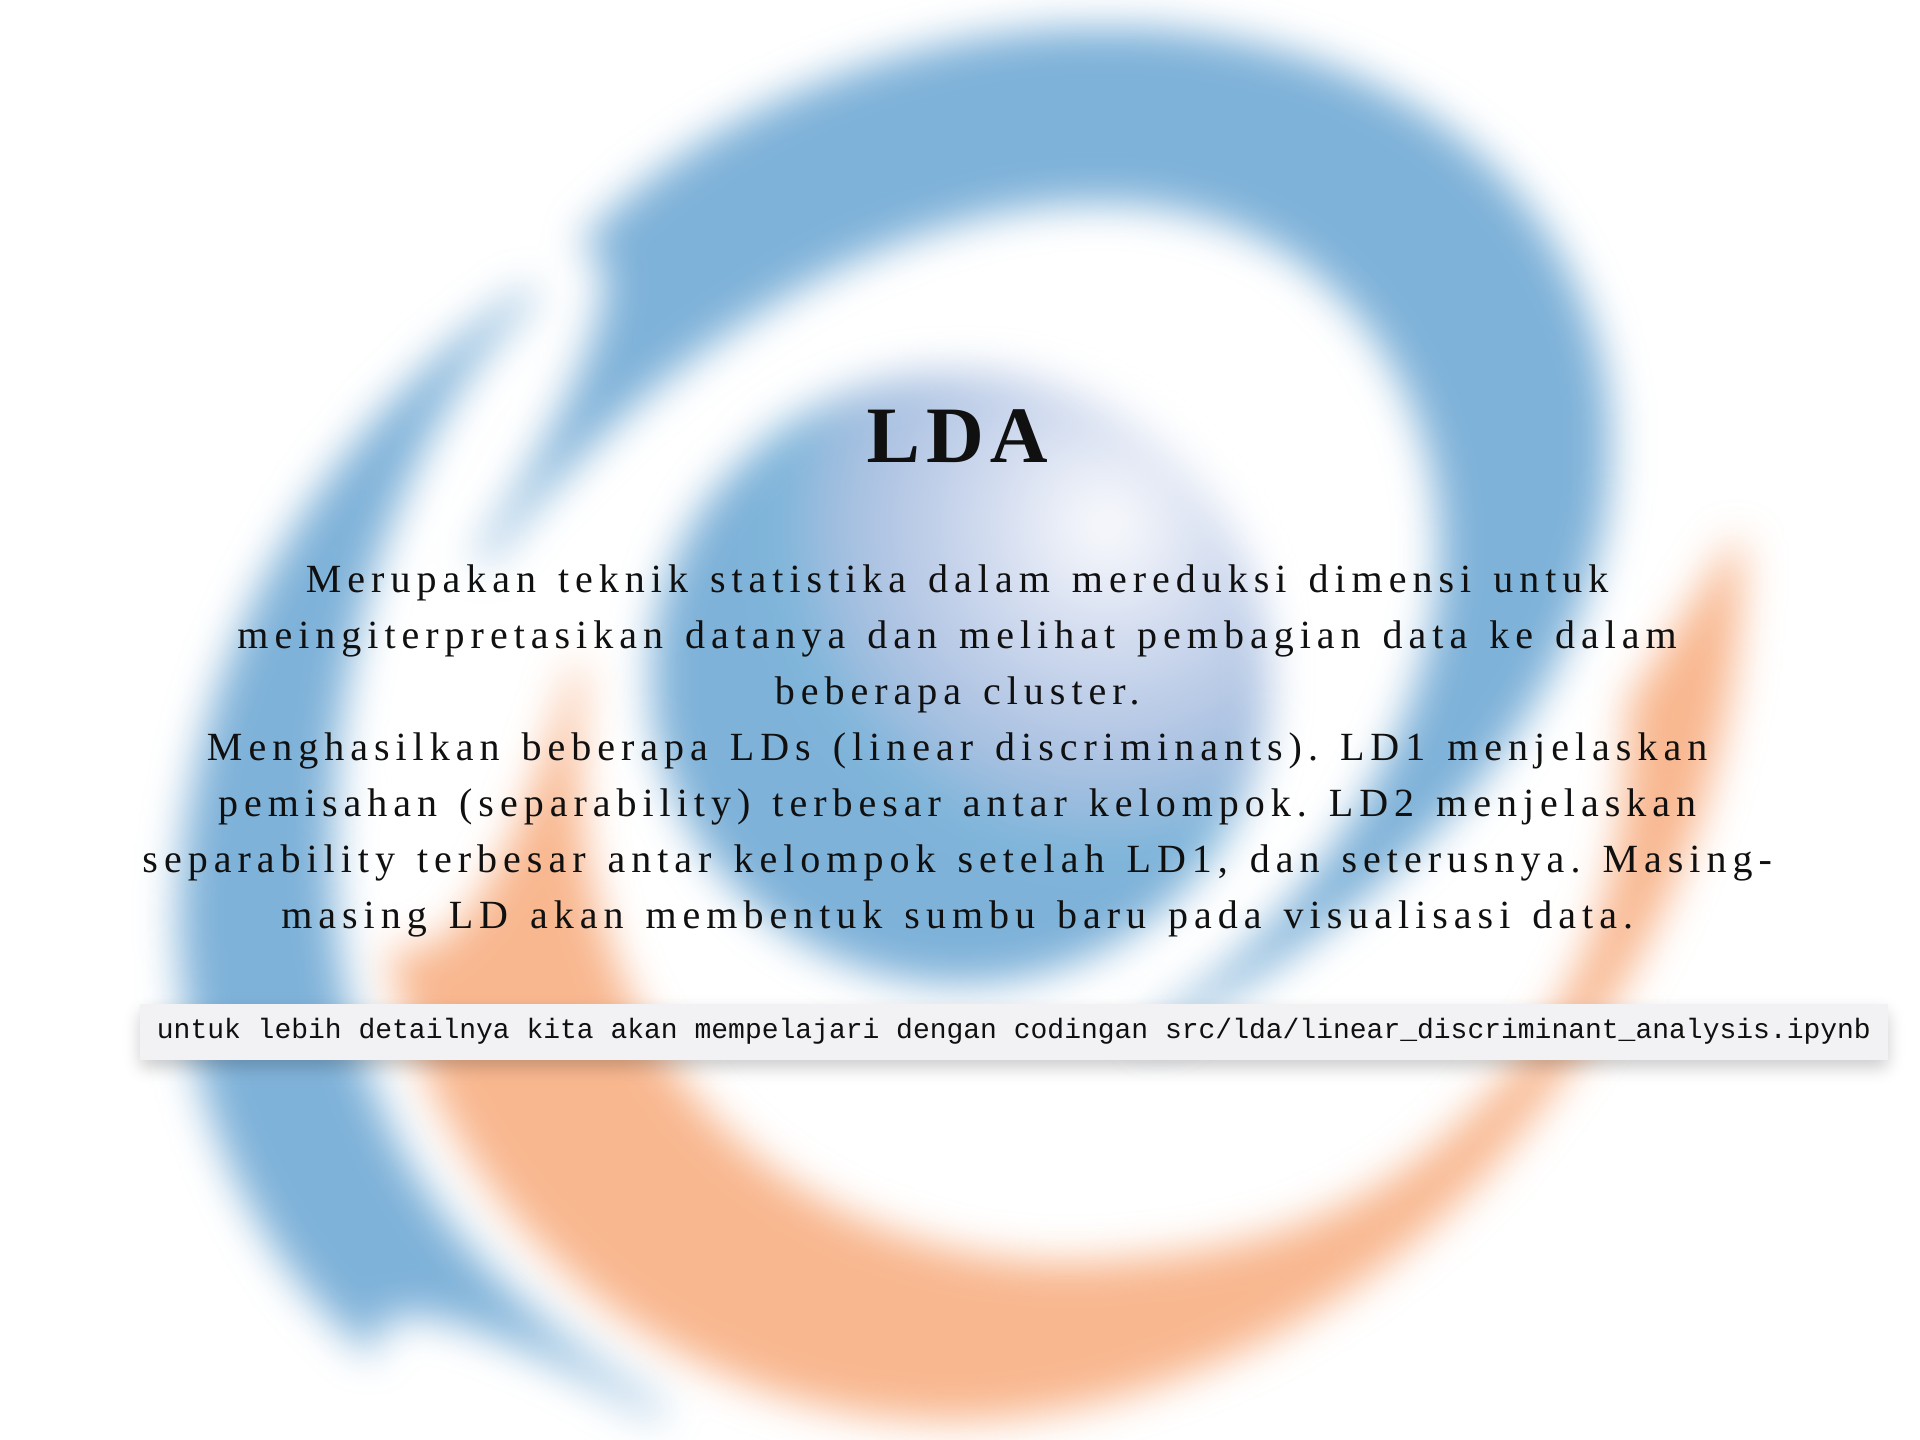 LDA
Merupakan teknik statistika dalam mereduksi dimensi untuk
meingiterpretasikan datanya dan melihat pembagian data ke dalam
beberapa cluster.
Menghasilkan beberapa LDs (linear discriminants). LD1 menjelaskan
pemisahan (separability) terbesar antar kelompok. LD2 menjelaskan
separability terbesar antar kelompok setelah LD1, dan seterusnya. Masing-
masing LD akan membentuk sumbu baru pada visualisasi data.
untuk lebih detailnya kita akan mempelajari dengan codingan src/lda/linear_discriminant_analysis.ipynb